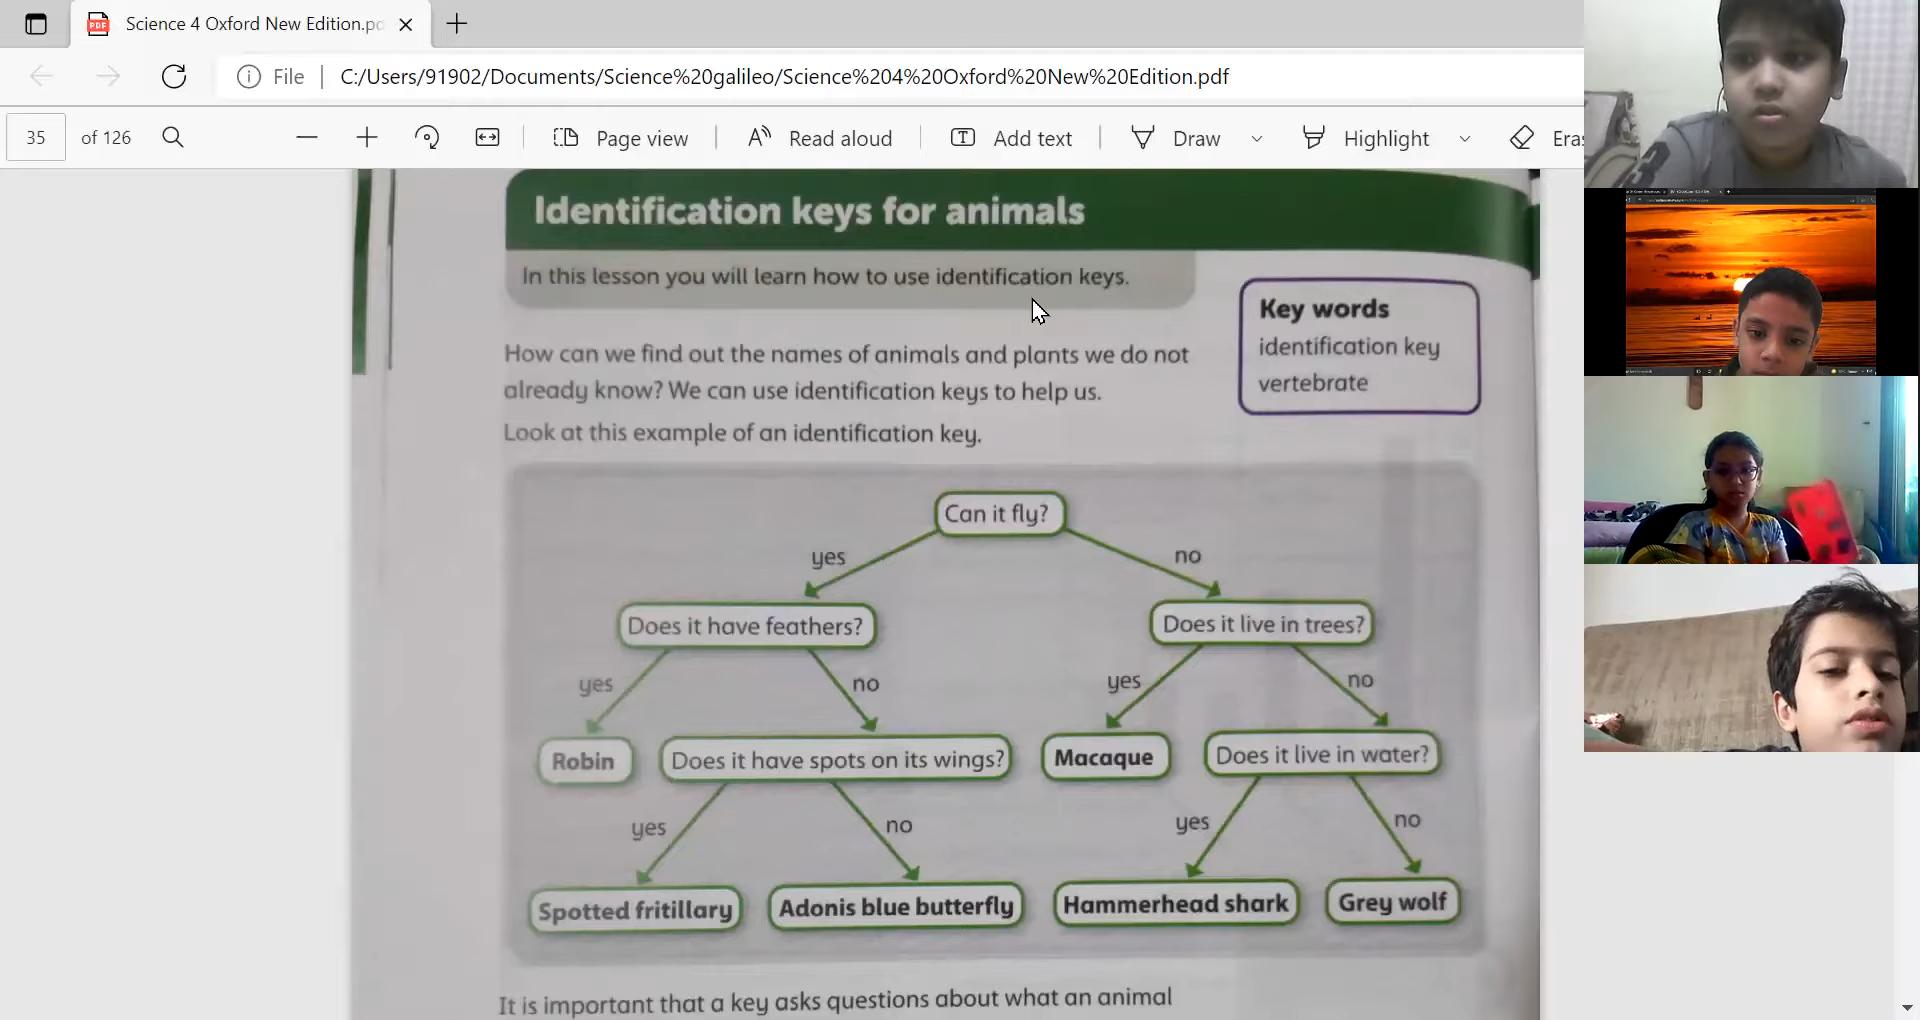 Science 4 Oxford New Edition.pd
File
C:/Users/91902/Documents/Science%20galileo/Science%204%20Oxford%20New%20Edition.pdf
35 of 126
Page view
Read aloud
Add text
Draw
Highlight
Eras
Identification keys for animals
In this lesson you will learn how to use identification keys.
Key words
identification key
vertebrate
How can we find out the names of animals and plants we do not
already know? We can use identification keys to help us.
Look at this example of an identification key.
Can it fly?
yes
no
Does it have feathers?
Does it live in trees?
yes
no
yes
no
Robin
Does it have spots on its wings?
Macaque
Does it live in water?
yes
no
yes
no
Spotted fritillary
Adonis blue butterfly
Hammerhead shark
Grey wolf
It is important that a key asks questions about what an animal